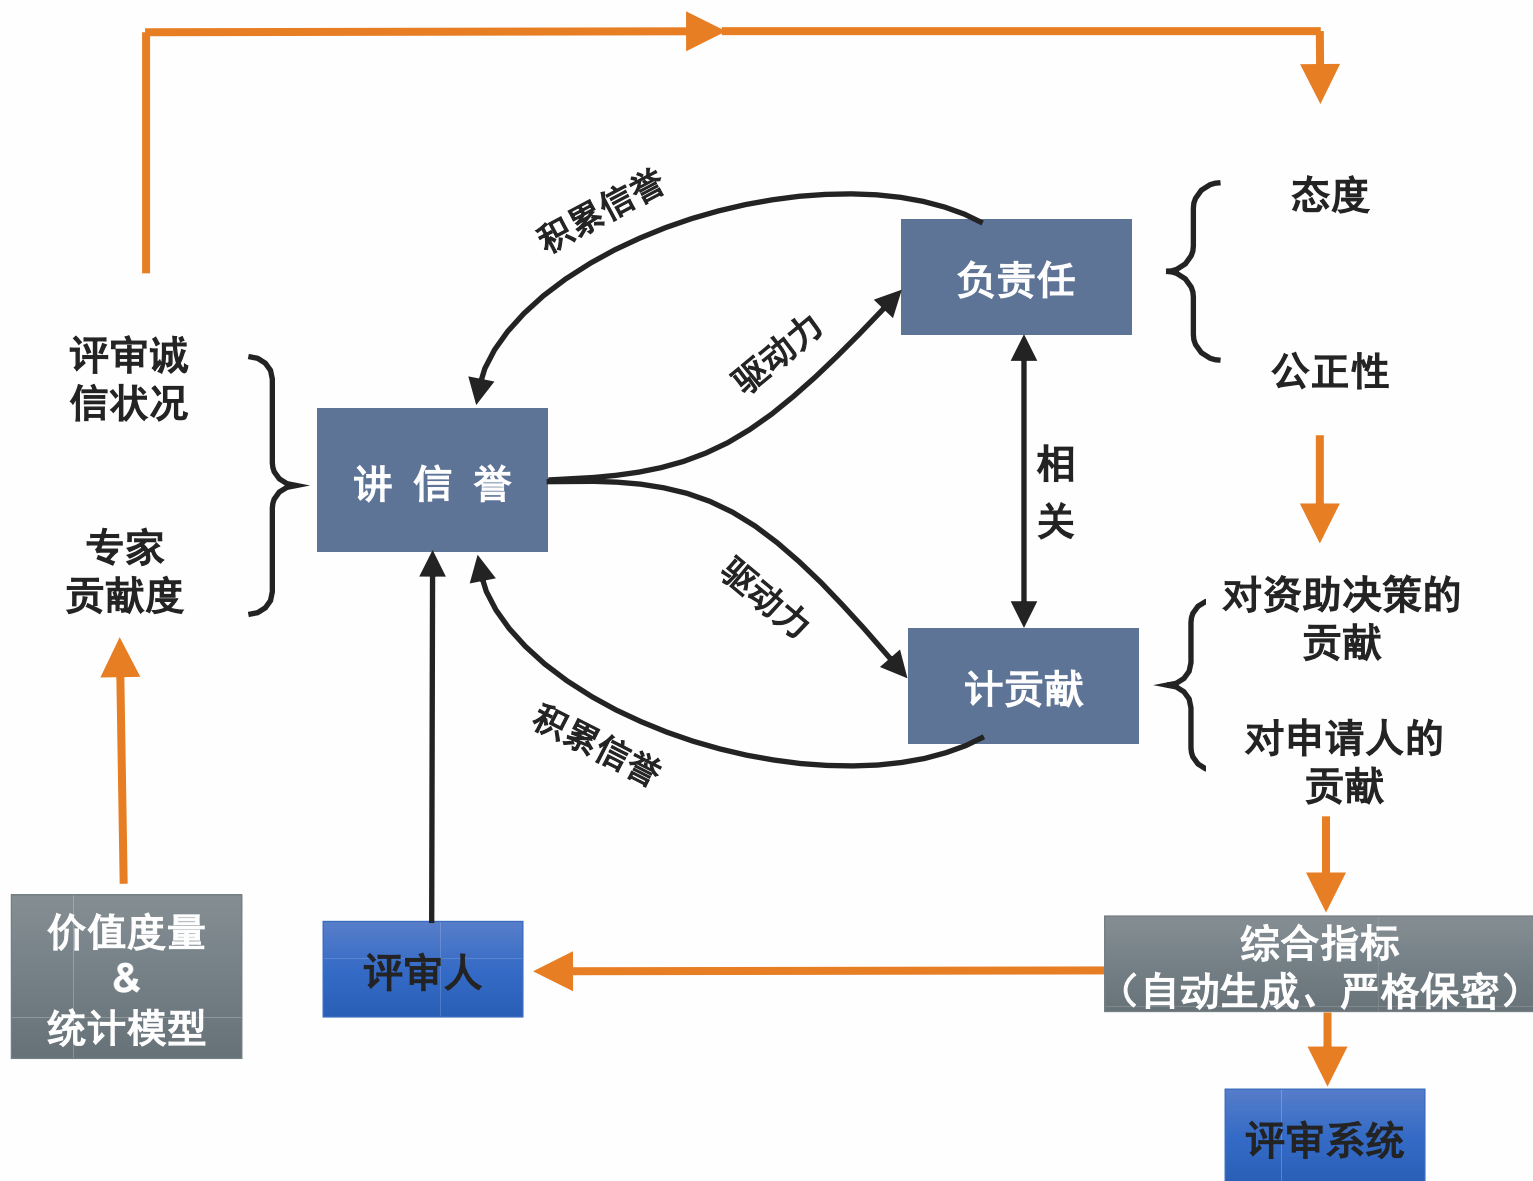 积累信誉
态度
负责任
驱动力
公正性
评审诚
信状况
讲 信 誉
相
关
专家
贡献度
驱动力
对资助决策的
贡献
计贡献
积累信誉
对申请人的
贡献
价值度量
&
统计模型
评审人
综合指标
（自动生成、严格保密）
评审系统